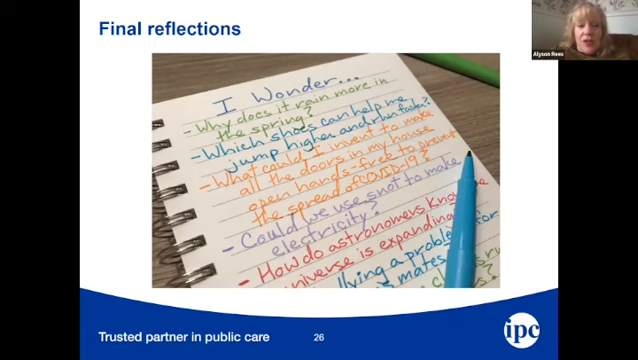 Final reflections
Alyson Rees
I Wonder...
- Why does it rain more in
the spring?
- Which shoes can help me
jump higher and run faster?
- What could I invent to make
all the doors in my house
open hands-free to prevent
the spread of COVID-19?
- Could we use snot to make
electricity?
- How do astronomers know
universe is expanding
a for
mates
Trusted partner in public care
26
ipc